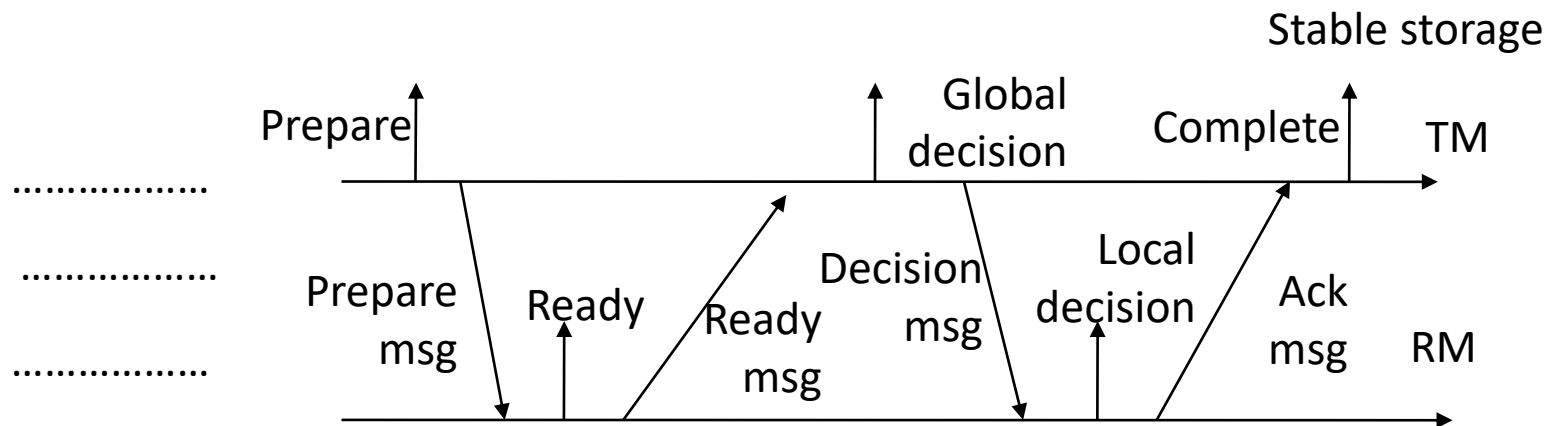 Stable storage
Prepare
Global
decision
Complete
TM
………………
………………
Prepare
msg
Ready
Ready
msg
Decision
msg
Local
decision
Ack
msg
RM
………………